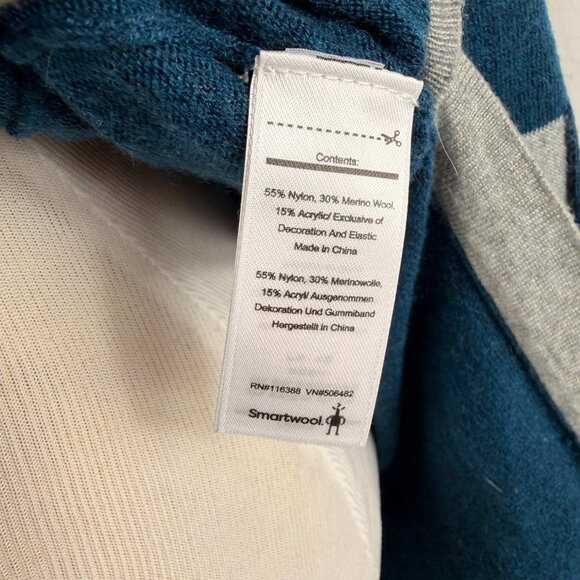 Contents:
55% Nylon, 30% Merino Wool,
15% Acrylic/ Exclusive of
Decoration And Elastic
Made in China
55% Nylon, 30% Merinowolle,
15% Acryl/ Ausgenommen
Dekoration Und Gummiband
Hergestellt in China
RN#116388 VN#506482
Smartwool